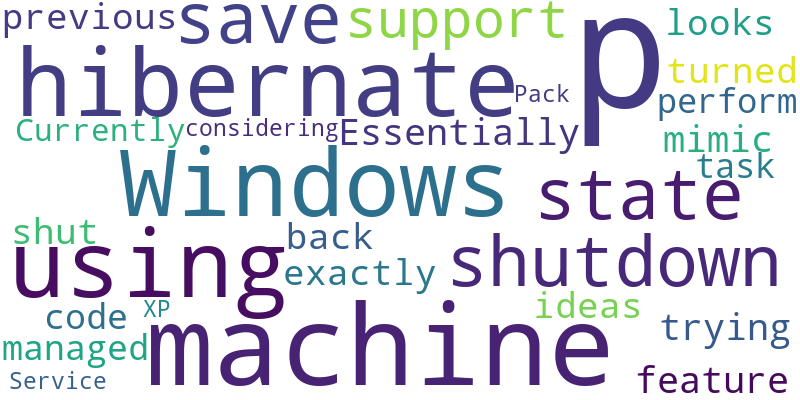 previous save support p looks
hibernate turned
Pack perform
Currently considering Essentially mimic
Windows task
state
shut back
using exactly shutdown
code XP ideas trying
managed machine
Service feature